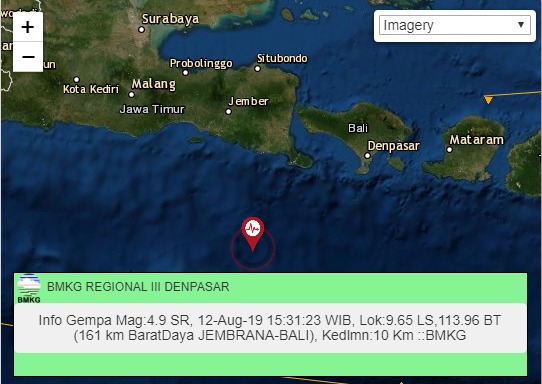 Surabaya
Imagery
+
−
Probolinggo
Situbondo
un
Kota Kediri
Malang
Jember
Jawa Timur
Bali
Denpasar
Mataram
BMKG REGIONAL III DENPASAR
BMKG
Info Gempa Mag:4.9 SR, 12-Aug-19 15:31:23 WIB, Lok:9.65 LS,113.96 BT
(161 km BaratDaya JEMBRANA-BALI), Kedlmn:10 Km ::BMKG